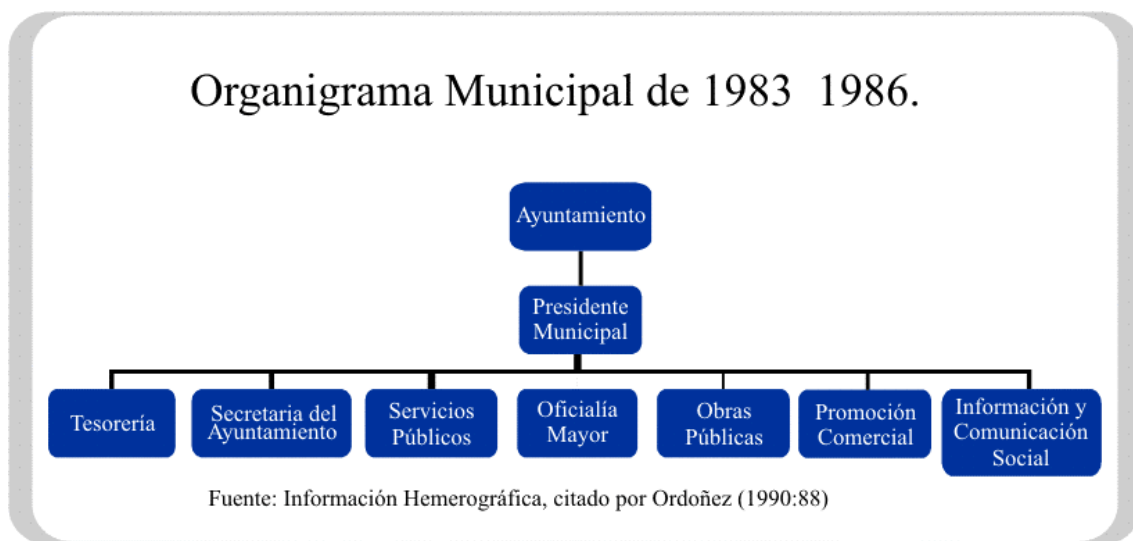 Organigrama Municipal de 1983  1986.
Ayuntamiento
Presidente
Municipal
Tesorería
Secretaria del
Ayuntamiento
Servicios
Públicos
Oficialía
Mayor
Obras
Públicas
Promoción
Comercial
Información y
Comunicación
Social
Fuente: Información Hemerográfica, citado por Ordoñez (1990:88)